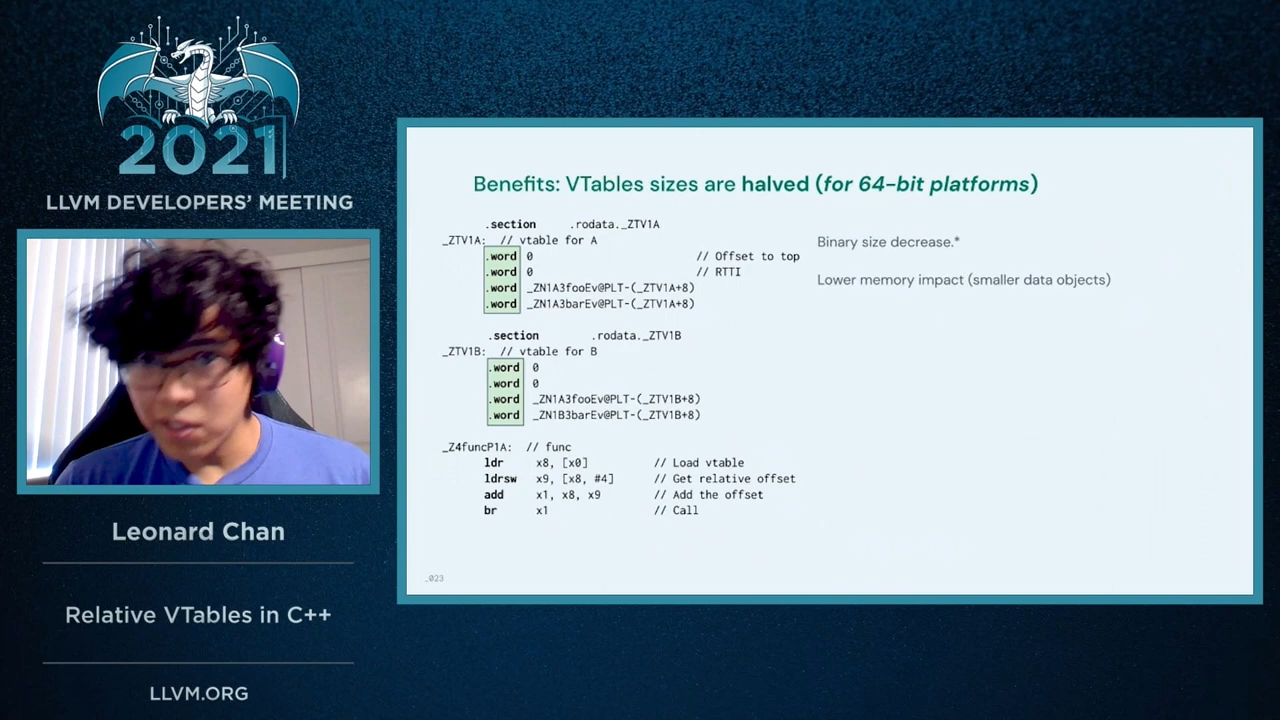 2021
LLVM DEVELOPERS' MEETING
Leonard Chan
Relative VTables in C++
LLVM.ORG
Benefits: VTables sizes are halved (for 64-bit platforms)
.section .rodata._ZTV1A
_ZTV1A: // vtable for A
.word 0 // Offset to top
.word 0 // RTTI
.word _ZN1A3fooEv@PLT-(_ZTV1A+8)
.word _ZN1A3barEv@PLT-(_ZTV1A+8)
.section .rodata._ZTV1B
_ZTV1B: // vtable for B
.word 0
.word 0
.word _ZN1A3fooEv@PLT-(_ZTV1B+8)
.word _ZN1B3barEv@PLT-(_ZTV1B+8)
_Z4funcP1A: // func
ldr x8, [x0] // Load vtable
ldrsw x9, [x8, #4] // Get relative offset
add x1, x8, x9 // Add the offset
br x1 // Call
Binary size decrease.*
Lower memory impact (smaller data objects)
_023